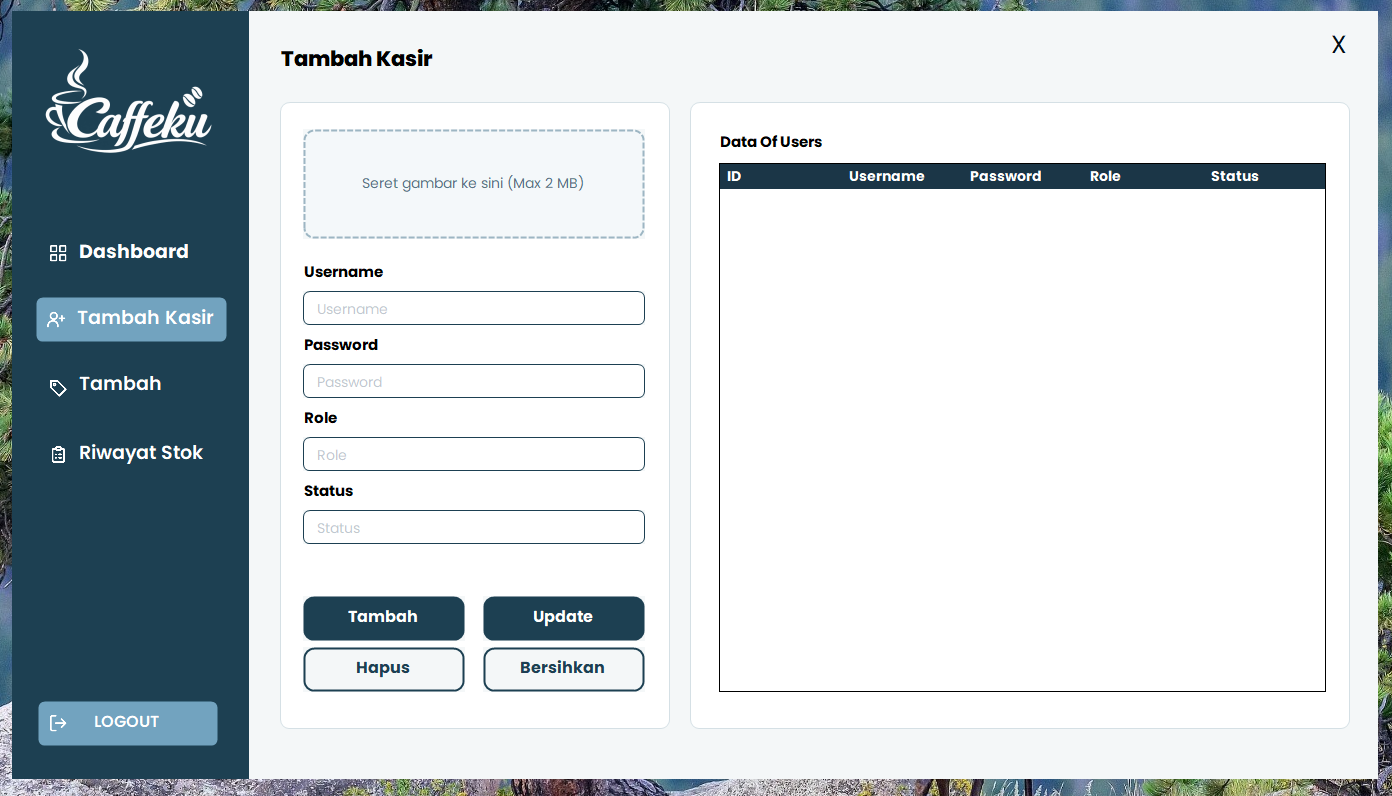 Caffeku
Dashboard
Tambah Kasir
Tambah
Riwayat Stok
LOGOUT
Tambah Kasir
X
Seret gambar ke sini (Max 2 MB)
Username
Username
Password
Password
Role
Role
Status
Status
Tambah
Update
Hapus
Bersihkan
Data Of Users
ID Username Password Role Status